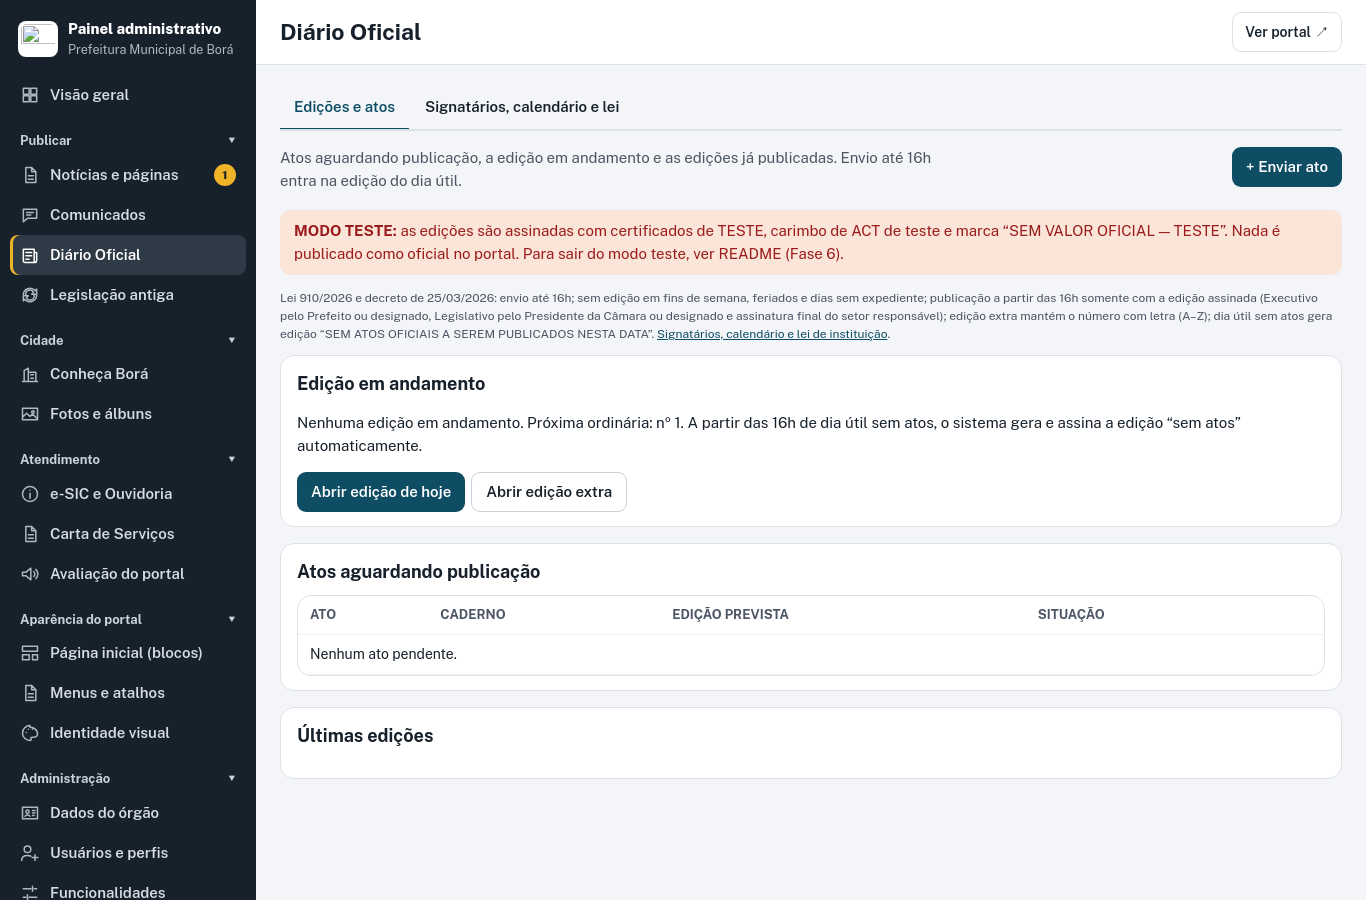 Painel administrativo
Prefeitura Municipal de Borá
Visão geral
Publicar
Notícias e páginas
1
Comunicados
Diário Oficial
Legislação antiga
Cidade
Conheça Borá
Fotos e álbuns
Atendimento
e-SIC e Ouvidoria
Carta de Serviços
Avaliação do portal
Aparência do portal
Página inicial (blocos)
Menus e atalhos
Identidade visual
Administração
Dados do órgão
Usuários e perfis
Funcionalidades
Diário Oficial
Ver portal ↗
Edições e atos
Signatários, calendário e lei
Atos aguardando publicação, a edição em andamento e as edições já publicadas. Envio até 16h
entra na edição do dia útil.
+ Enviar ato
MODO TESTE: as edições são assinadas com certificados de TESTE, carimbo de ACT de teste e marca “SEM VALOR OFICIAL — TESTE”. Nada é
publicado como oficial no portal. Para sair do modo teste, ver README (Fase 6).
Lei 910/2026 e decreto de 25/03/2026: envio até 16h; sem edição em fins de semana, feriados e dias sem expediente; publicação a partir das 16h somente com a edição assinada (Executivo
pelo Prefeito ou designado, Legislativo pelo Presidente da Câmara ou designado e assinatura final do setor responsável); edição extra mantém o número com letra (A–Z); dia útil sem atos gera
edição “SEM ATOS OFICIAIS A SEREM PUBLICADOS NESTA DATA”. Signatários, calendário e lei de instituição.
Edição em andamento
Nenhuma edição em andamento. Próxima ordinária: nº 1. A partir das 16h de dia útil sem atos, o sistema gera e assina a edição “sem atos”
automaticamente.
Abrir edição de hoje
Abrir edição extra
Atos aguardando publicação
ATO CADERNO EDIÇÃO PREVISTA SITUAÇÃO
Nenhum ato pendente.
Últimas edições